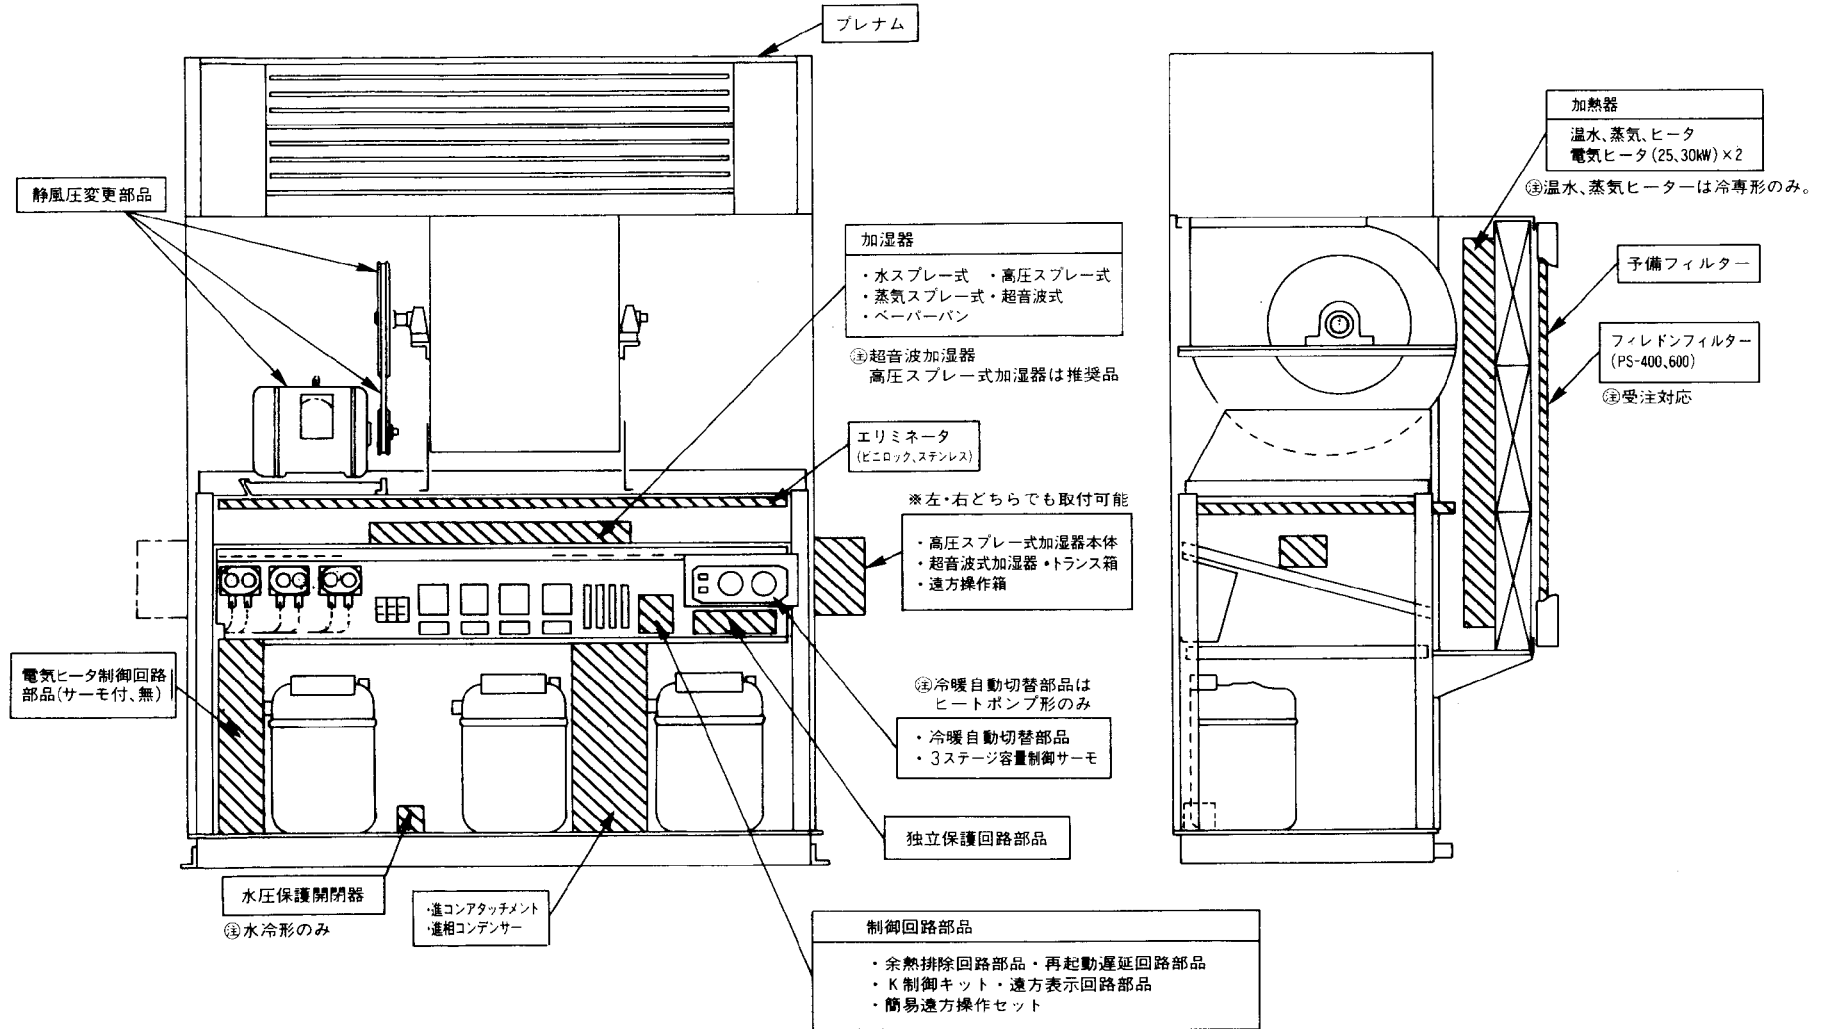 プレナム
静風圧変更部品
加湿器
・水スプレー式 ・高圧スプレー式
・蒸気スプレー式・超音波式
・ペーパーパン
㊟超音波加湿器
高圧スプレー式加湿器は推奨品
エリミネータ
(ビニロック、ステンレス)
※左・右どちらでも取付可能
・高圧スプレー式加湿器本体
・超音波式加湿器・トランス箱
・遠方操作箱
電気ヒータ制御回路
部品(サーモ付、無)
㊟冷暖自動切替部品は
ヒートポンプ形のみ
・冷暖自動切替部品
・3ステージ容量制御サーモ
独立保護回路部品
水圧保護開閉器
㊟水冷形のみ
・進コンアタッチメント
・進相コンデンサー
制御回路部品
・余熱排除回路部品・再起動遅延回路部品
・K制御キット・遠方表示回路部品
・簡易遠方操作セット
加熱器
温水、蒸気、ヒータ
電気ヒータ(25、30kW)×2
㊟温水、蒸気ヒーターは冷専形のみ。
予備フィルター
フィレドンフィルター
(PS-400、600)
㊟受注対応